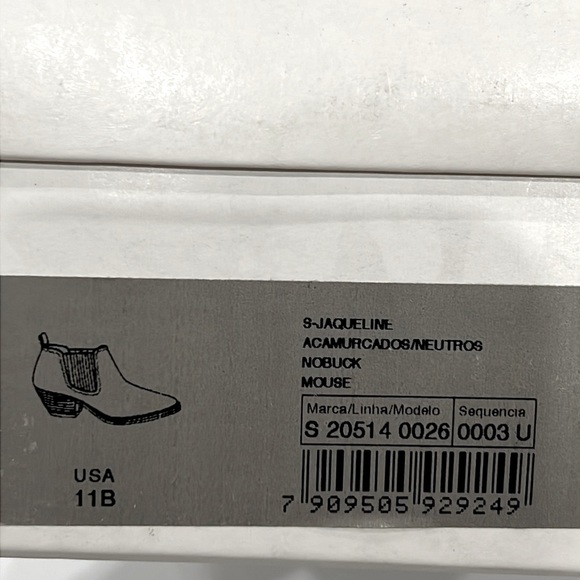 S-JAQUELINE
ACAMURCADOS/NEUTROS
NOBUCK
MOUSE
Marca/Linha/Modelo Sequencia
S 20514 0026 0003 U
USA
11B
7 909505 929249